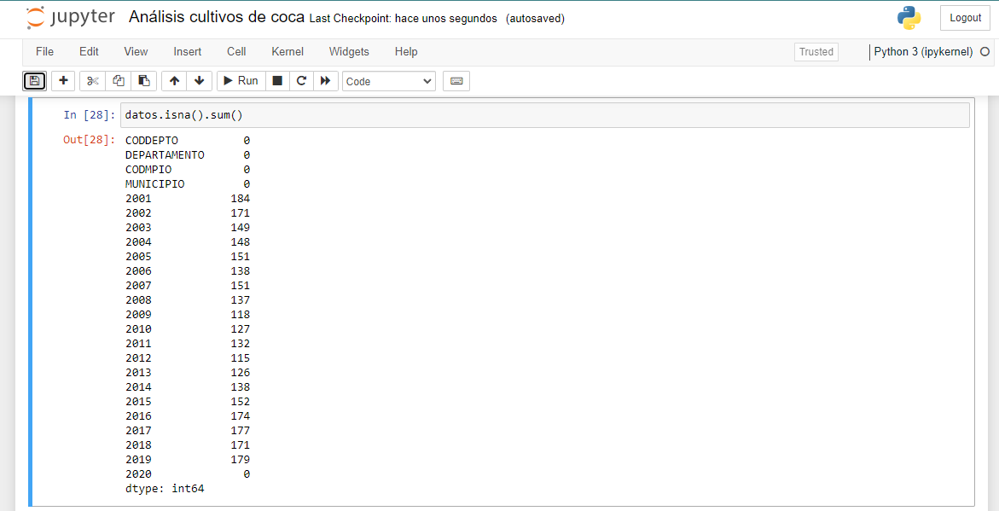 jupyter Análisis cultivos de coca Last Checkpoint: hace unos segundos (autosaved) Logout
File Edit View Insert Cell Kernel Widgets Help Trusted Python 3 (ipykernel)
Run Code
In [28]: datos.isna().sum()
Out[28]: CODDEPTO 0
DEPARTAMENTO 0
CODMPIO 0
MUNICIPIO 0
2001 184
2002 171
2003 149
2004 148
2005 151
2006 138
2007 151
2008 137
2009 118
2010 127
2011 132
2012 115
2013 126
2014 138
2015 152
2016 174
2017 177
2018 171
2019 179
2020 0
dtype: int64